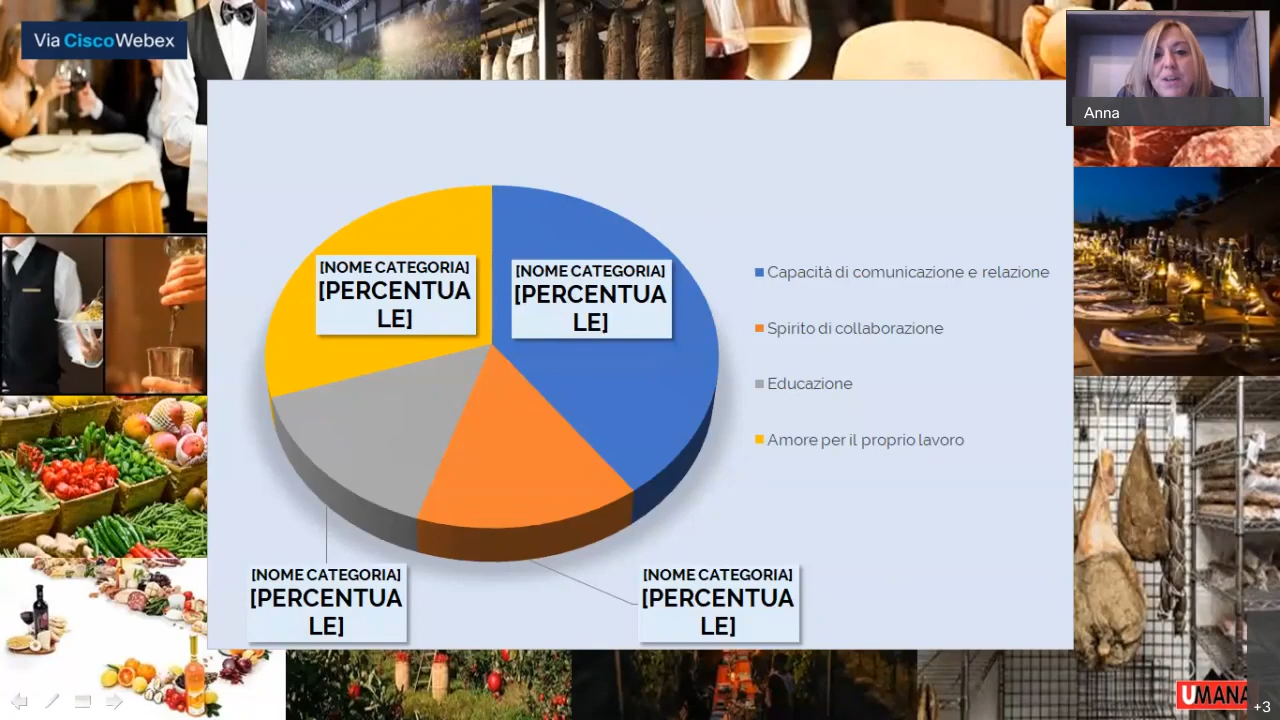 Via CiscoWebex
Anna
[NOME CATEGORIA]
[PERCENTUA
LE]
[NOME CATEGORIA]
[PERCENTUA
LE]
Capacità di comunicazione e relazione
Spirito di collaborazione
Educazione
Amore per il proprio lavoro
[NOME CATEGORIA]
[PERCENTUA
LE]
[NOME CATEGORIA]
[PERCENTUA
LE]
UMANA
+3